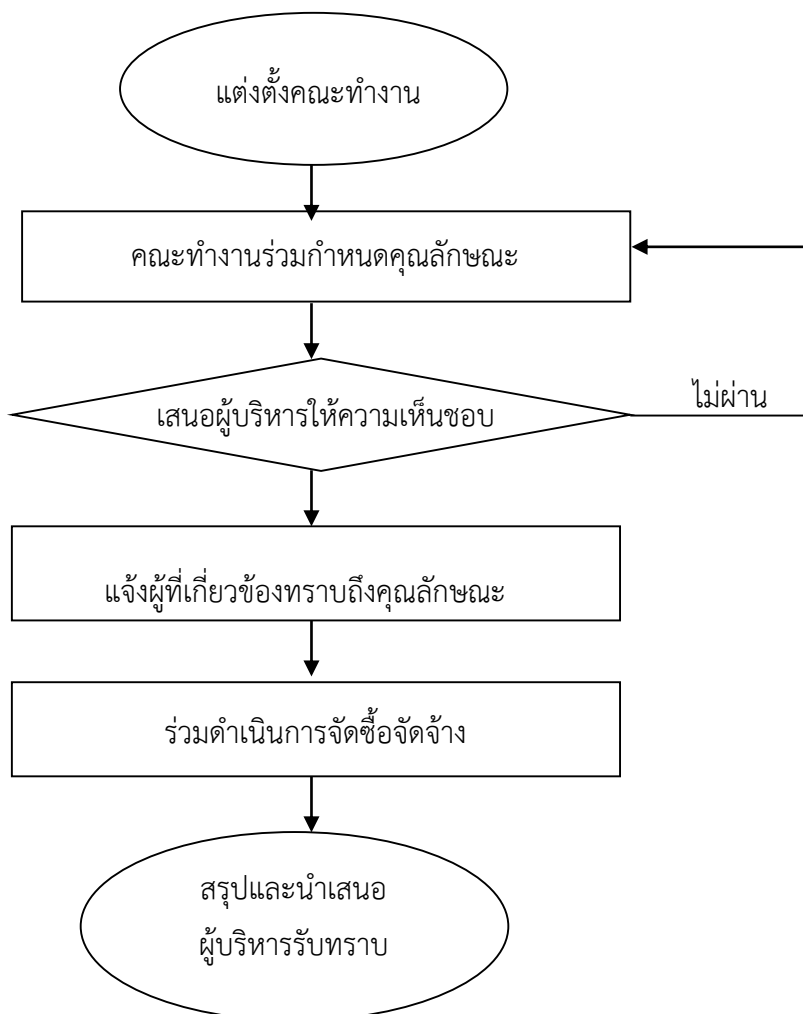 แต่งตั้งคณะทำงาน
คณะทำงานร่วมกำหนดคุณลักษณะ
เสนอผู้บริหารให้ความเห็นชอบ
ไม่ผ่าน
แจ้งผู้ที่เกี่ยวข้องทราบถึงคุณลักษณะ
ร่วมดำเนินการจัดซื้อจัดจ้าง
สรุปและนำเสนอ
ผู้บริหารรับทราบ